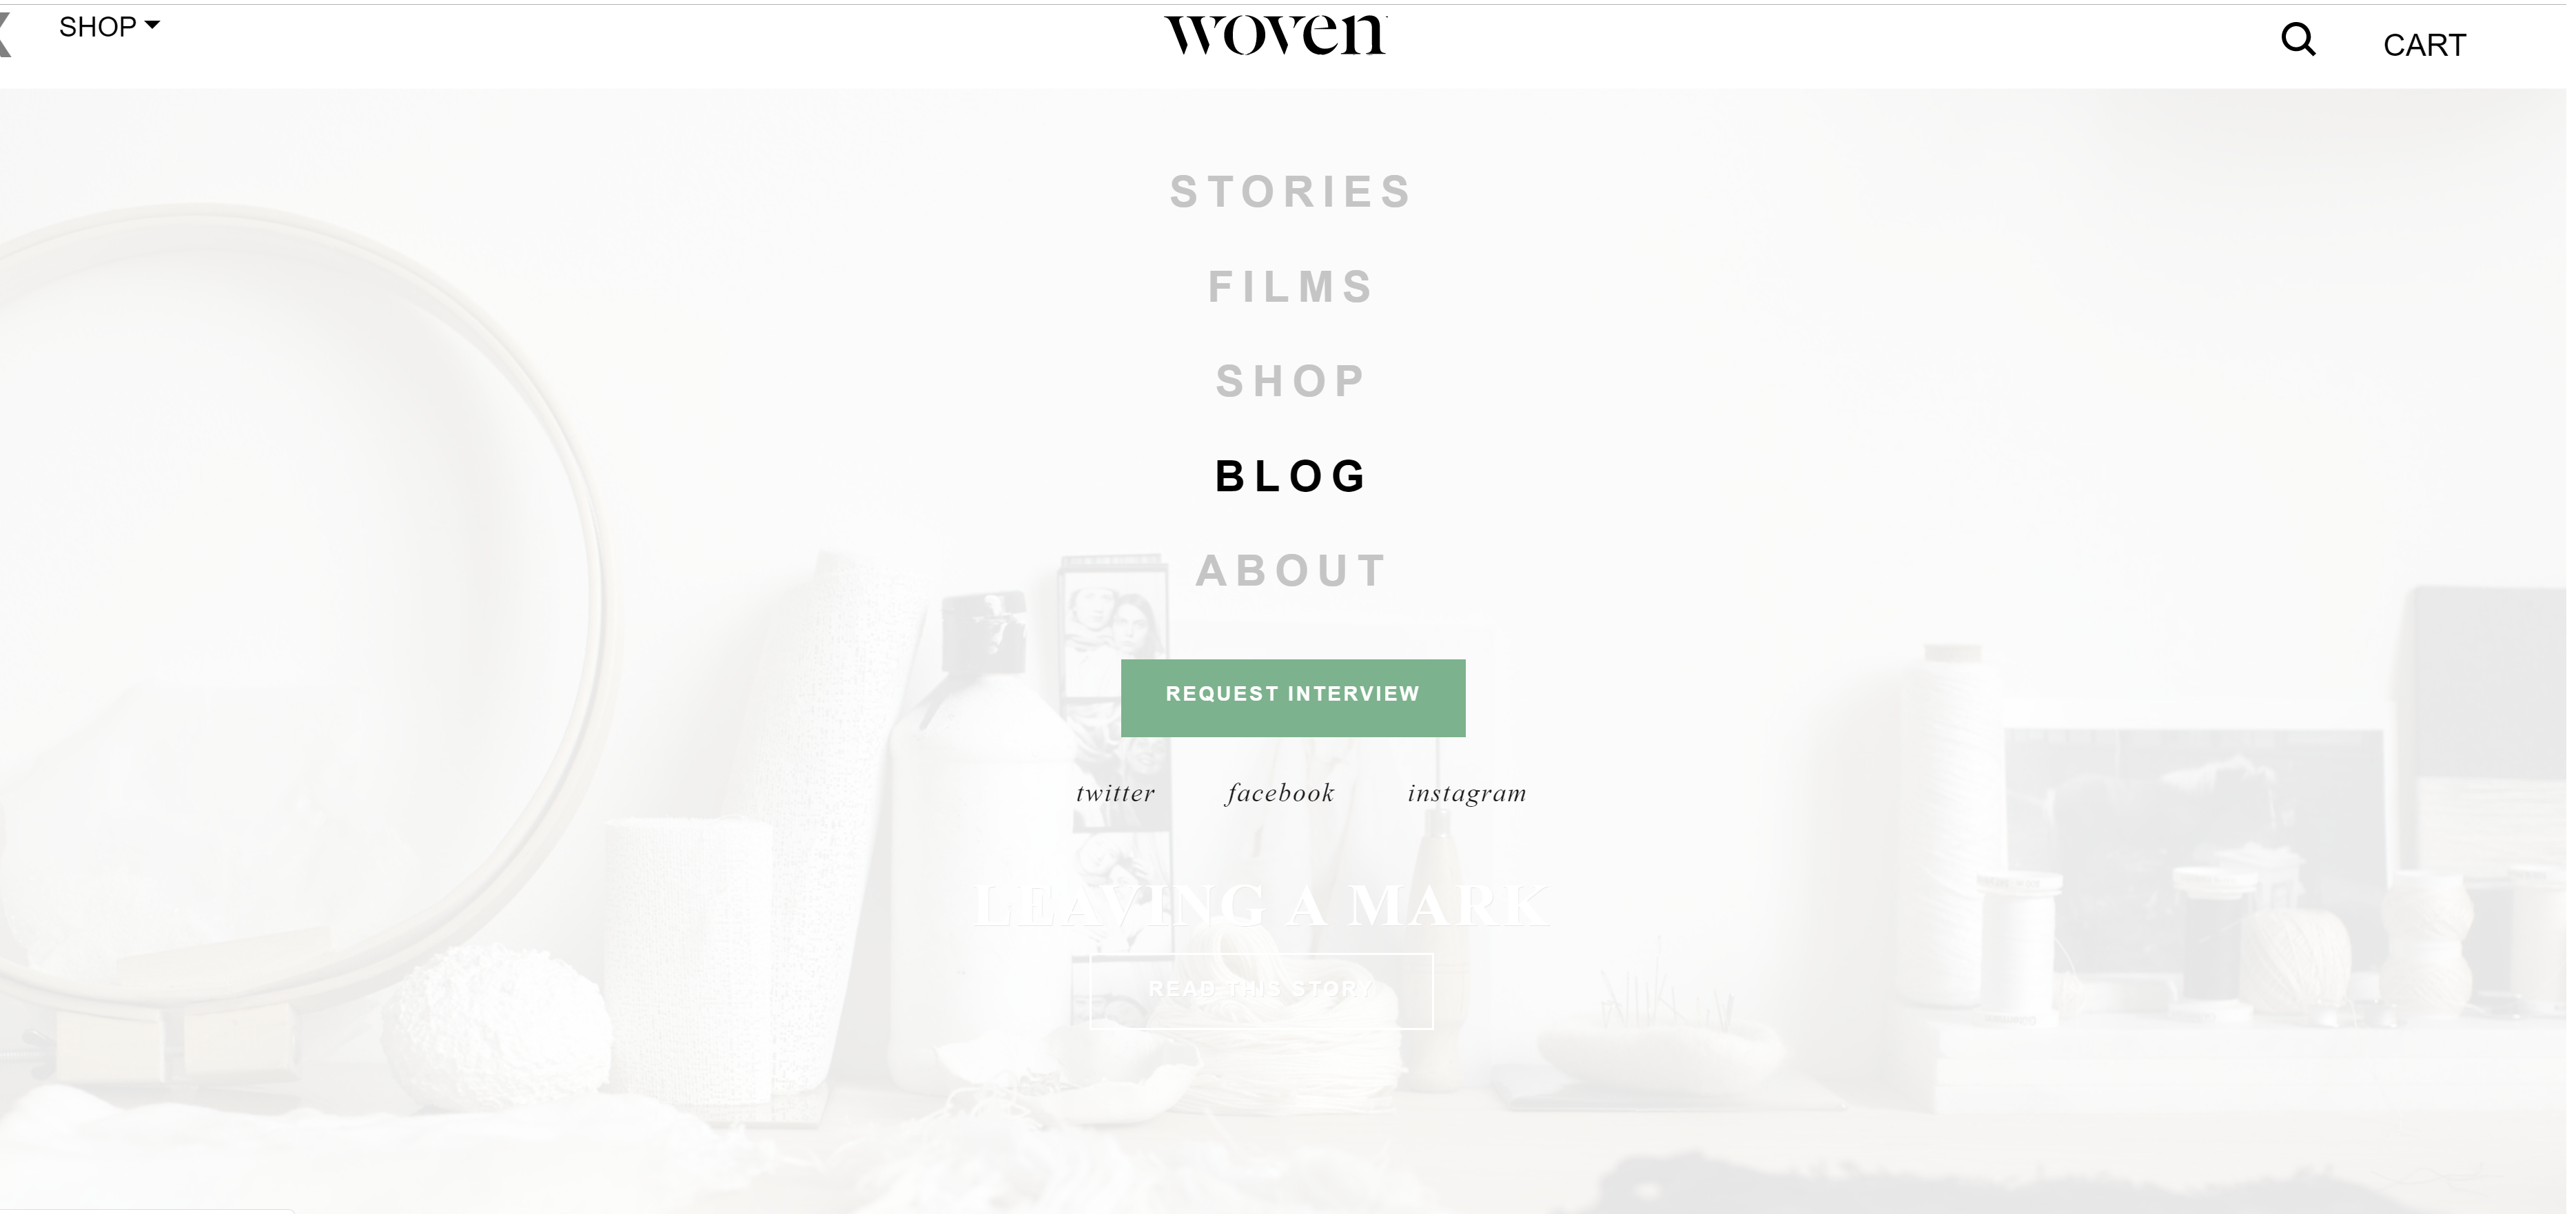 SHOP
woven
CART
STORIES
FILMS
SHOP
BLOG
ABOUT
REQUEST INTERVIEW
twitter facebook instagram
LEAVING A MARK
READ THIS STORY